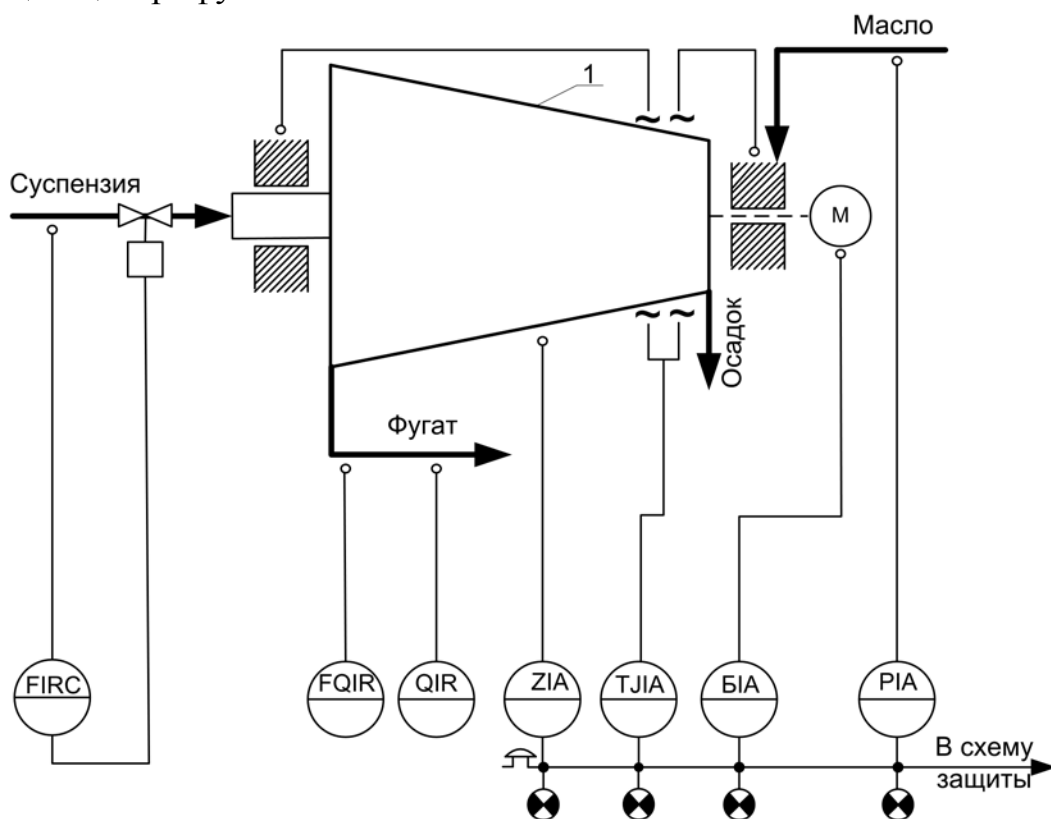 Масло
1
Суспензия
М
Осадок
Фугат
FIRC
FQIR
QIR
ZIA
TJIA
БIA
PIA
В схему
защиты